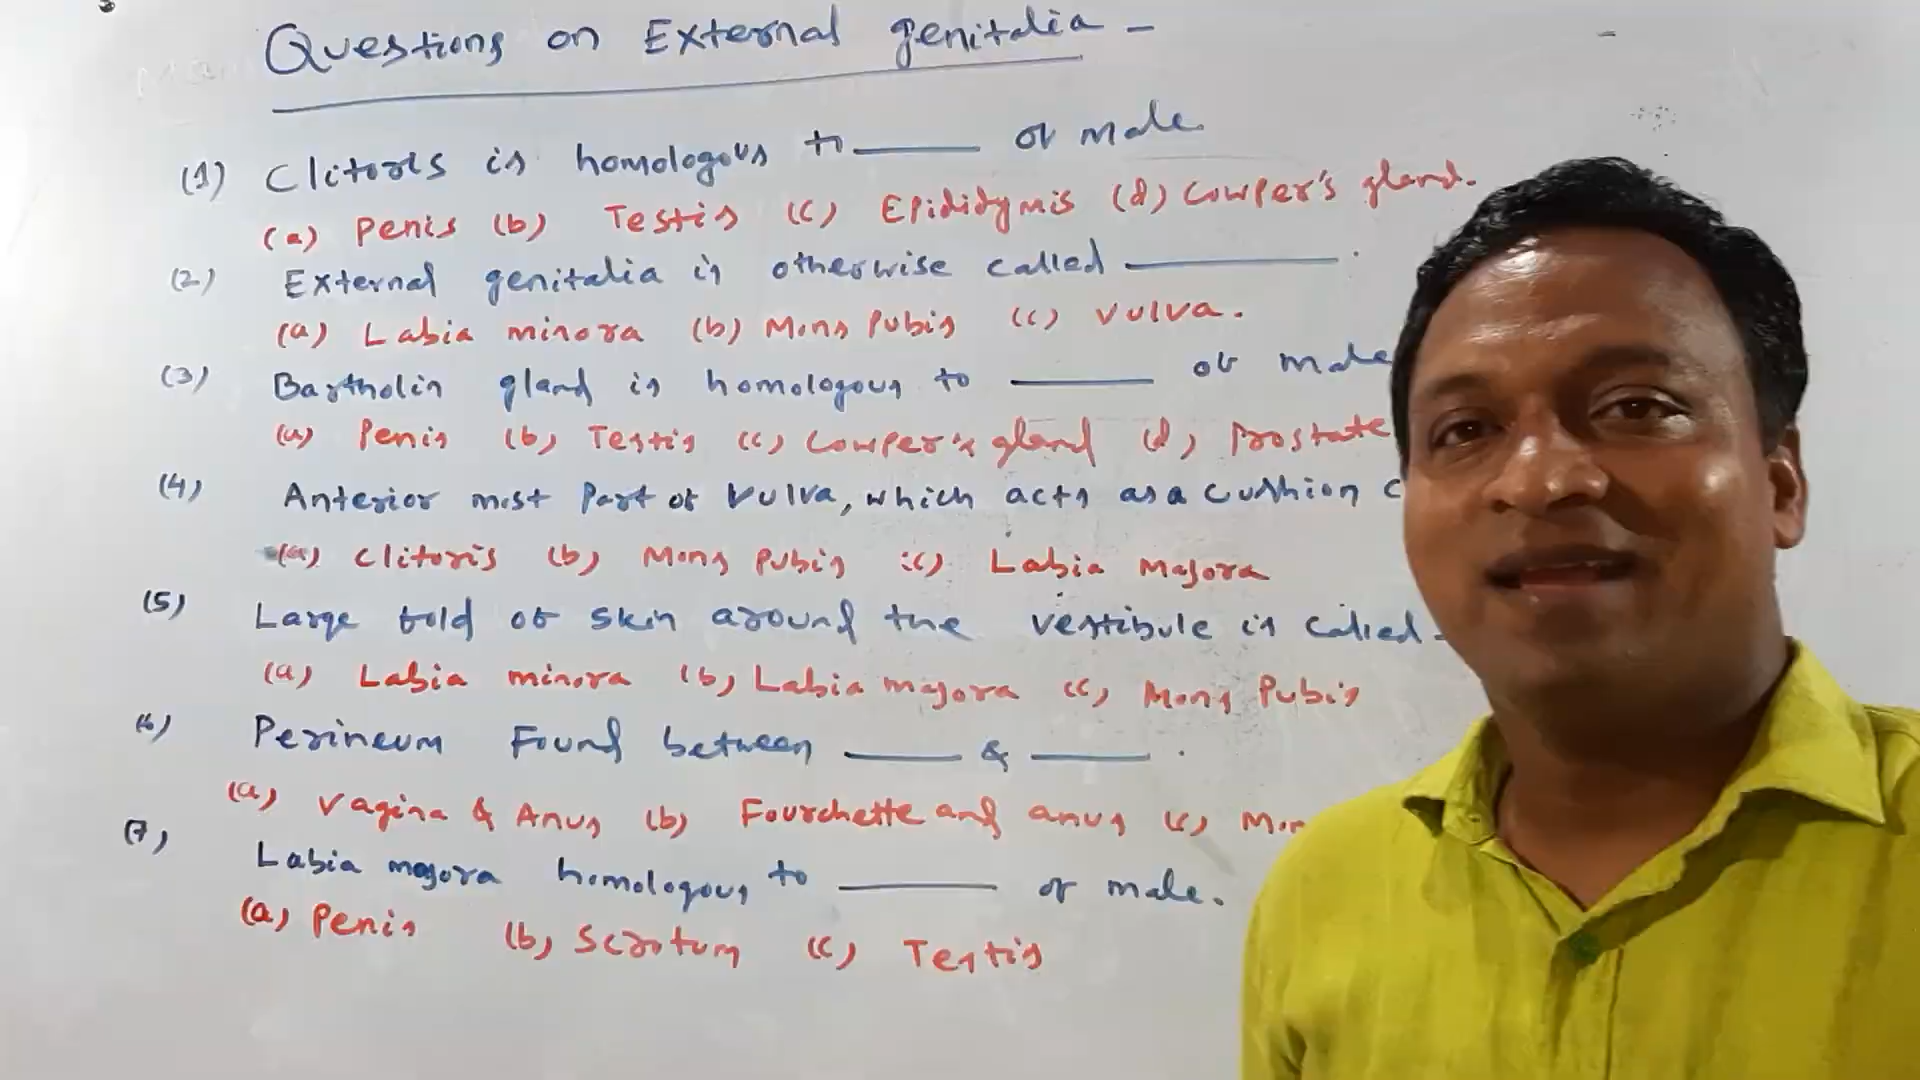 Questions on External genitalia -
(1) Clitoris is homologous to ______ of male
(a) Penis (b) Testis (c) Epididymis (d) Cowper's gland.
(2) External genitalia is otherwise called ______.
(a) Labia minora (b) Mons Pubis (c) Vulva.
(3) Bartholin gland is homologous to ______ of male
(a) Penis (b) Testis (c) Cowper's gland (d) Prostate
(4) Anterior most part of Vulva, which acts as a cushion
(a) Clitoris (b) Mons Pubis (c) Labia Majora
(5) Large fold of skin around the vestibule is called -
(a) Labia minora (b) Labia majora (c) Mons Pubis
(6) Perineum Found between ______ & ______.
(a) Vagina & Anus (b) Fourchette and anus (c)
(7) Labia majora homologous to ______ of male.
(a) Penis (b) Scrotum (c) Testis